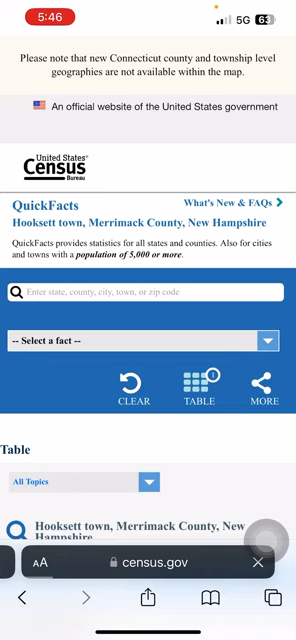 5:46
5G 63
Please note that new Connecticut county and township level
geographies are not available within the map.
An official website of the United States government
United States®
Census
Bureau
QuickFacts
What's New & FAQs
Hooksett town, Merrimack County, New Hampshire
QuickFacts provides statistics for all states and counties. Also for cities
and towns with a population of 5,000 or more.
Enter state, county, city, town, or zip code
-- Select a fact --
1
CLEAR
TABLE
MORE
Table
All Topics
Hooksett town, Merrimack County, New
Hampshire
AA
census.gov